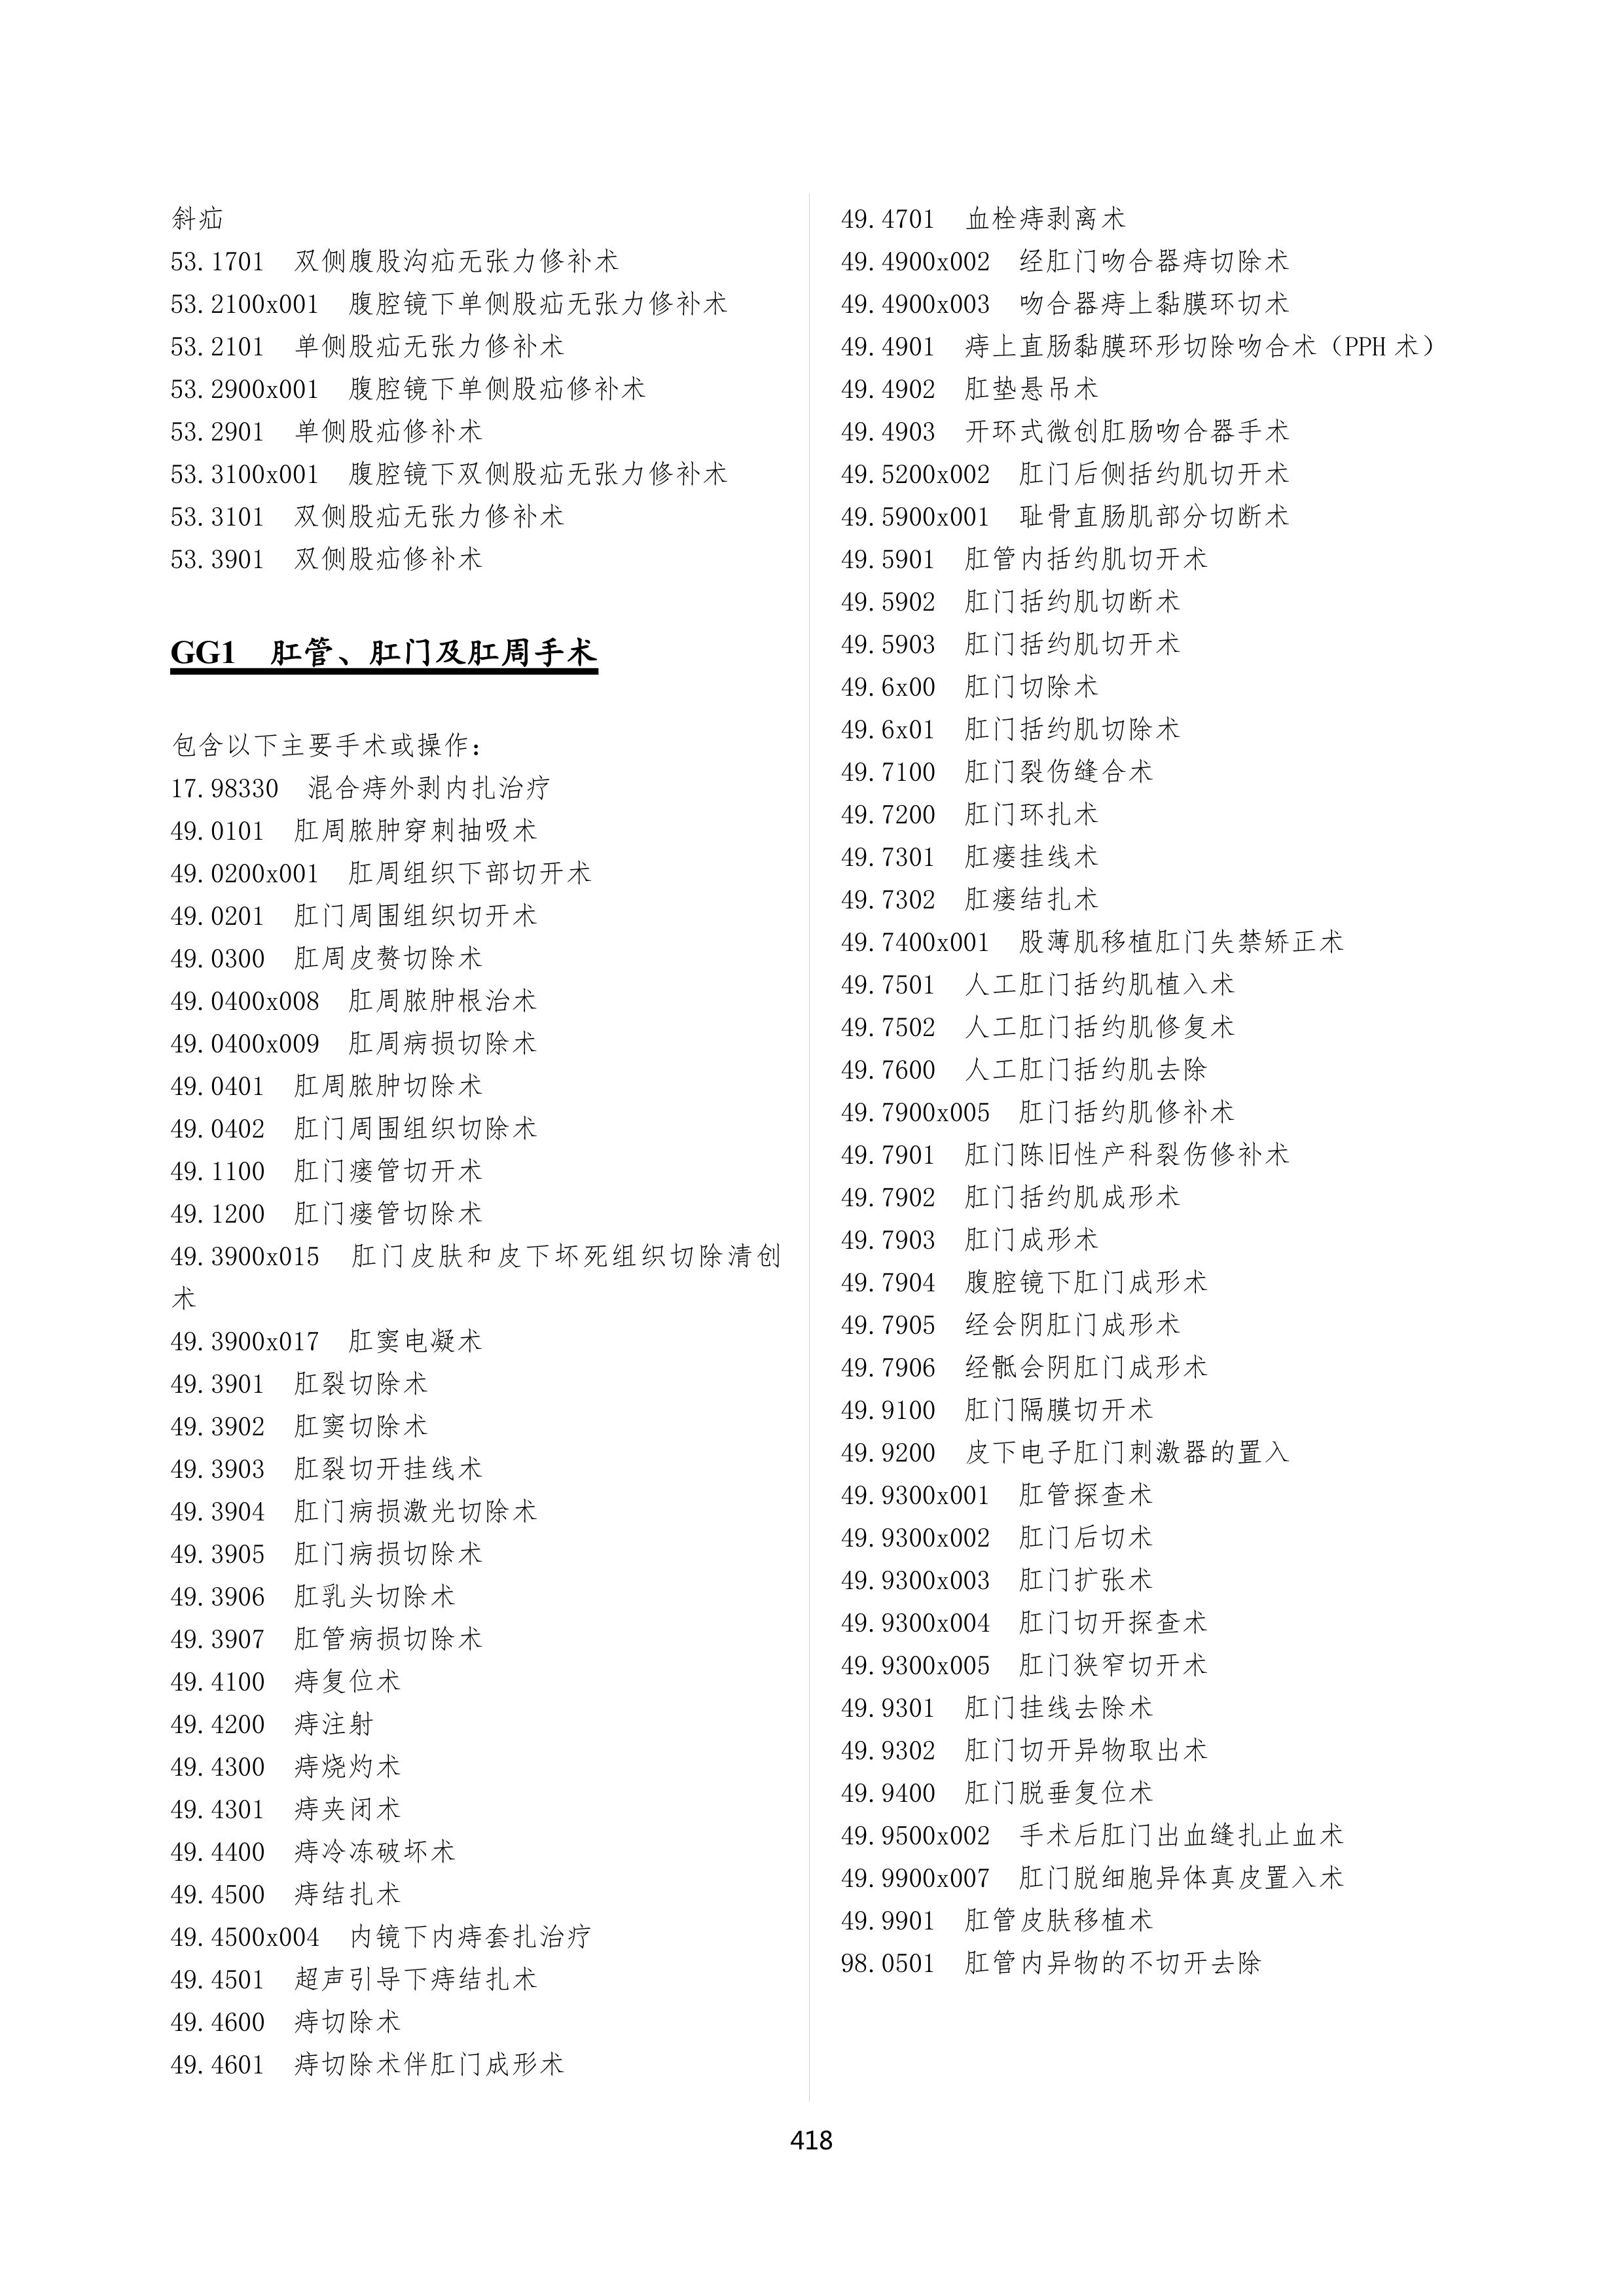 斜疝
53.1701 双侧腹股沟疝无张力修补术
53.2100x001 腹腔镜下单侧股疝无张力修补术
53.2101 单侧股疝无张力修补术
53.2900x001 腹腔镜下单侧股疝修补术
53.2901 单侧股疝修补术
53.3100x001 腹腔镜下双侧股疝无张力修补术
53.3101 双侧股疝无张力修补术
53.3901 双侧股疝修补术
GG1 肛管、肛门及肛周手术
包含以下主要手术或操作：
17.98330 混合痔外剥内扎治疗
49.0101 肛周脓肿穿刺抽吸术
49.0200x001 肛周组织下部切开术
49.0201 肛门周围组织切开术
49.0300 肛周皮赘切除术
49.0400x008 肛周脓肿根治术
49.0400x009 肛周病损切除术
49.0401 肛周脓肿切除术
49.0402 肛门周围组织切除术
49.1100 肛门瘘管切开术
49.1200 肛门瘘管切除术
49.3900x015 肛门皮肤和皮下坏死组织切除清创
术
49.3900x017 肛窦电凝术
49.3901 肛裂切除术
49.3902 肛窦切除术
49.3903 肛裂切开挂线术
49.3904 肛门病损激光切除术
49.3905 肛门病损切除术
49.3906 肛乳头切除术
49.3907 肛管病损切除术
49.4100 痔复位术
49.4200 痔注射
49.4300 痔烧灼术
49.4301 痔夹闭术
49.4400 痔冷冻破坏术
49.4500 痔结扎术
49.4500x004 内镜下内痔套扎治疗
49.4501 超声引导下痔结扎术
49.4600 痔切除术
49.4601 痔切除术伴肛门成形术
49.4701 血栓痔剥离术
49.4900x002 经肛门吻合器痔切除术
49.4900x003 吻合器痔上黏膜环切术
49.4901 痔上直肠黏膜环形切除吻合术（PPH 术）
49.4902 肛垫悬吊术
49.4903 开环式微创肛肠吻合器手术
49.5200x002 肛门后侧括约肌切开术
49.5900x001 耻骨直肠肌部分切断术
49.5901 肛管内括约肌切开术
49.5902 肛门括约肌切断术
49.5903 肛门括约肌切开术
49.6x00 肛门切除术
49.6x01 肛门括约肌切除术
49.7100 肛门裂伤缝合术
49.7200 肛门环扎术
49.7301 肛瘘挂线术
49.7302 肛瘘结扎术
49.7400x001 股薄肌移植肛门失禁矫正术
49.7501 人工肛门括约肌植入术
49.7502 人工肛门括约肌修复术
49.7600 人工肛门括约肌去除
49.7900x005 肛门括约肌修补术
49.7901 肛门陈旧性产科裂伤修补术
49.7902 肛门括约肌成形术
49.7903 肛门成形术
49.7904 腹腔镜下肛门成形术
49.7905 经会阴肛门成形术
49.7906 经骶会阴肛门成形术
49.9100 肛门隔膜切开术
49.9200 皮下电子肛门刺激器的置入
49.9300x001 肛管探查术
49.9300x002 肛门后切术
49.9300x003 肛门扩张术
49.9300x004 肛门切开探查术
49.9300x005 肛门狭窄切开术
49.9301 肛门挂线去除术
49.9302 肛门切开异物取出术
49.9400 肛门脱垂复位术
49.9500x002 手术后肛门出血缝扎止血术
49.9900x007 肛门脱细胞异体真皮置入术
49.9901 肛管皮肤移植术
98.0501 肛管内异物的不切开去除
418